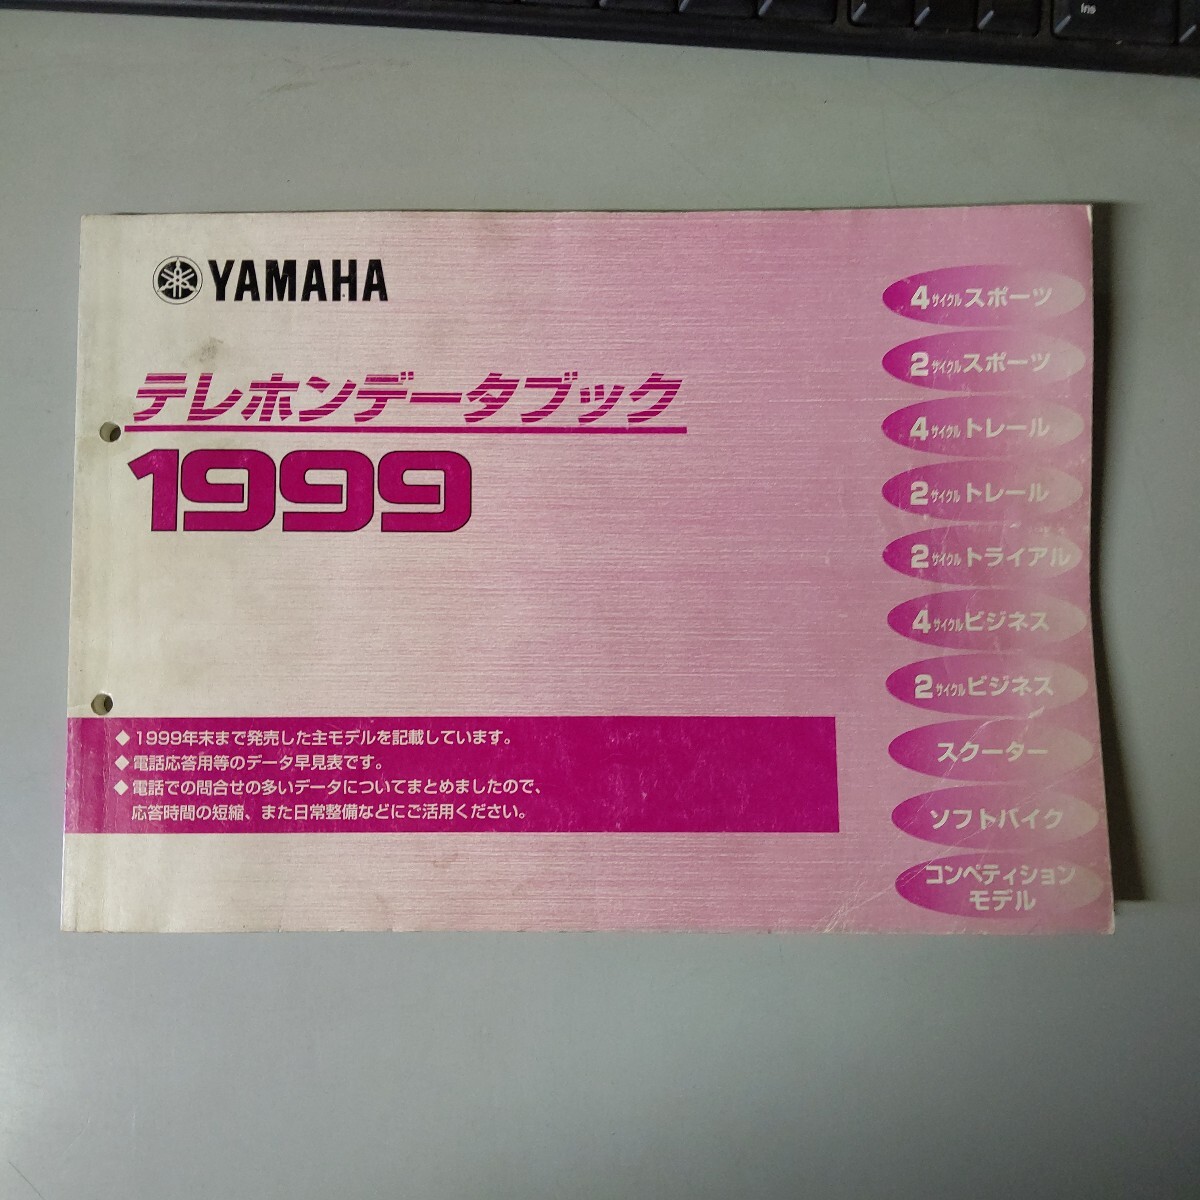 Ins
YAMAHA
テレホンデータブック
1999
4サイクルスポーツ
2サイクルスポーツ
4サイクルトレール
2サイクルトレール
2サイクルトライアル
4サイクルビジネス
2サイクルビジネス
スクーター
ソフトバイク
コンペティション
モデル
◆1999年末まで発売した主モデルを記載しています。
◆電話応答用等のデータ早見表です。
◆電話での問合せの多いデータについてまとめましたので、
応答時間の短縮、また日常整備などにご活用ください。